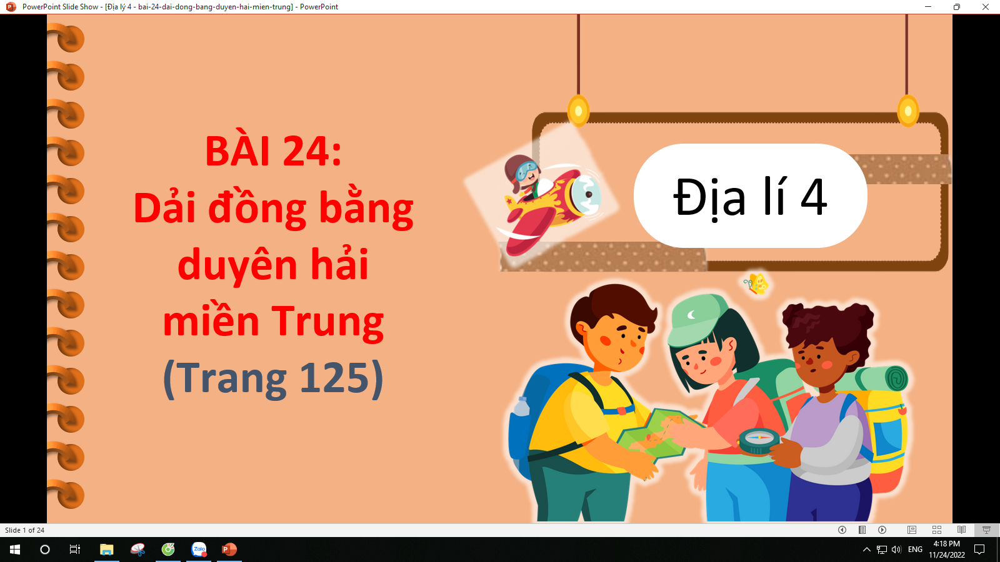 PowerPoint Slide Show - [Địa lý 4 - bai-24-dai-dong-bang-duyen-hai-mien-trung] - PowerPoint
BÀI 24:
Dải đồng bằng
duyên hải
miền Trung
(Trang 125)
Địa lí 4
Slide 1 of 24
Zalo
ENG
4:18 PM
11/24/2022